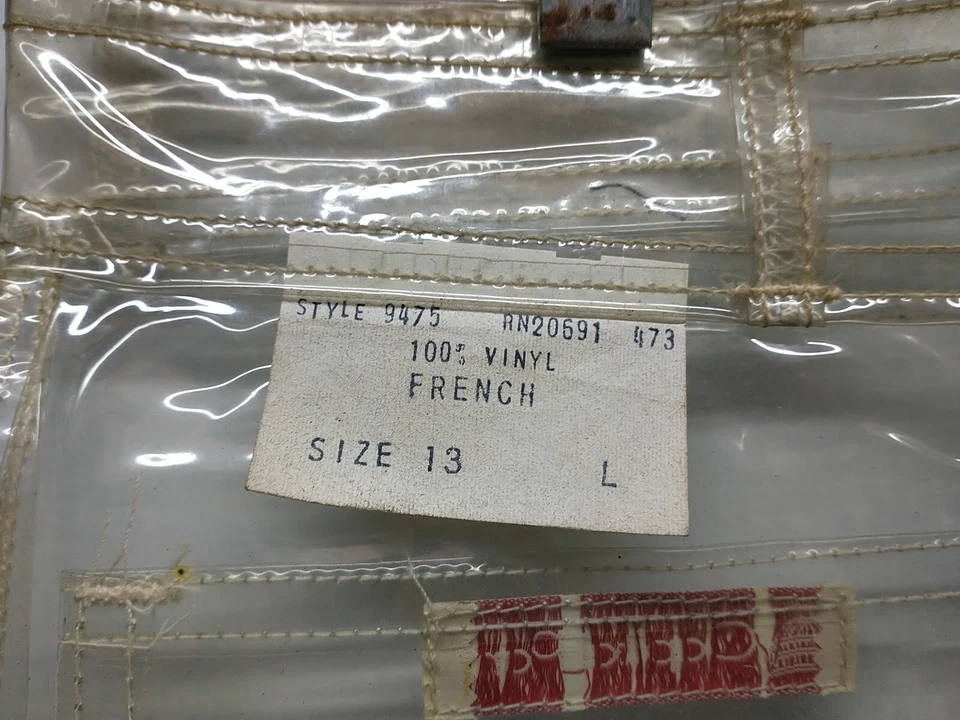 STYLE 9475 RN20691 473
100% VINYL
FRENCH
SIZE 13 L